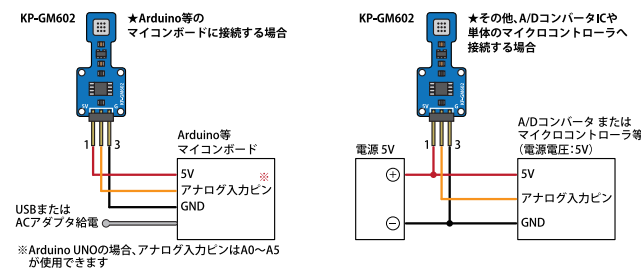 KP-GM602
★Arduino等の
マイコンボードに接続する場合
5V
G
KP-GM602
1
3
Arduino等
マイコンボード
5V
※
アナログ入力ピン
GND
USBまたは
ACアダプタ給電
※Arduino UNOの場合、アナログ入力ピンはA0～A5
が使用できます
KP-GM602
★その他、A/DコンバータICや
単体のマイクロコントローラへ
接続する場合
5V
G
KP-GM602
1
3
電源 5V
+
−
A/Dコンバータ または
マイクロコントローラ等
（電源電圧：5V）
5V
アナログ入力ピン
GND